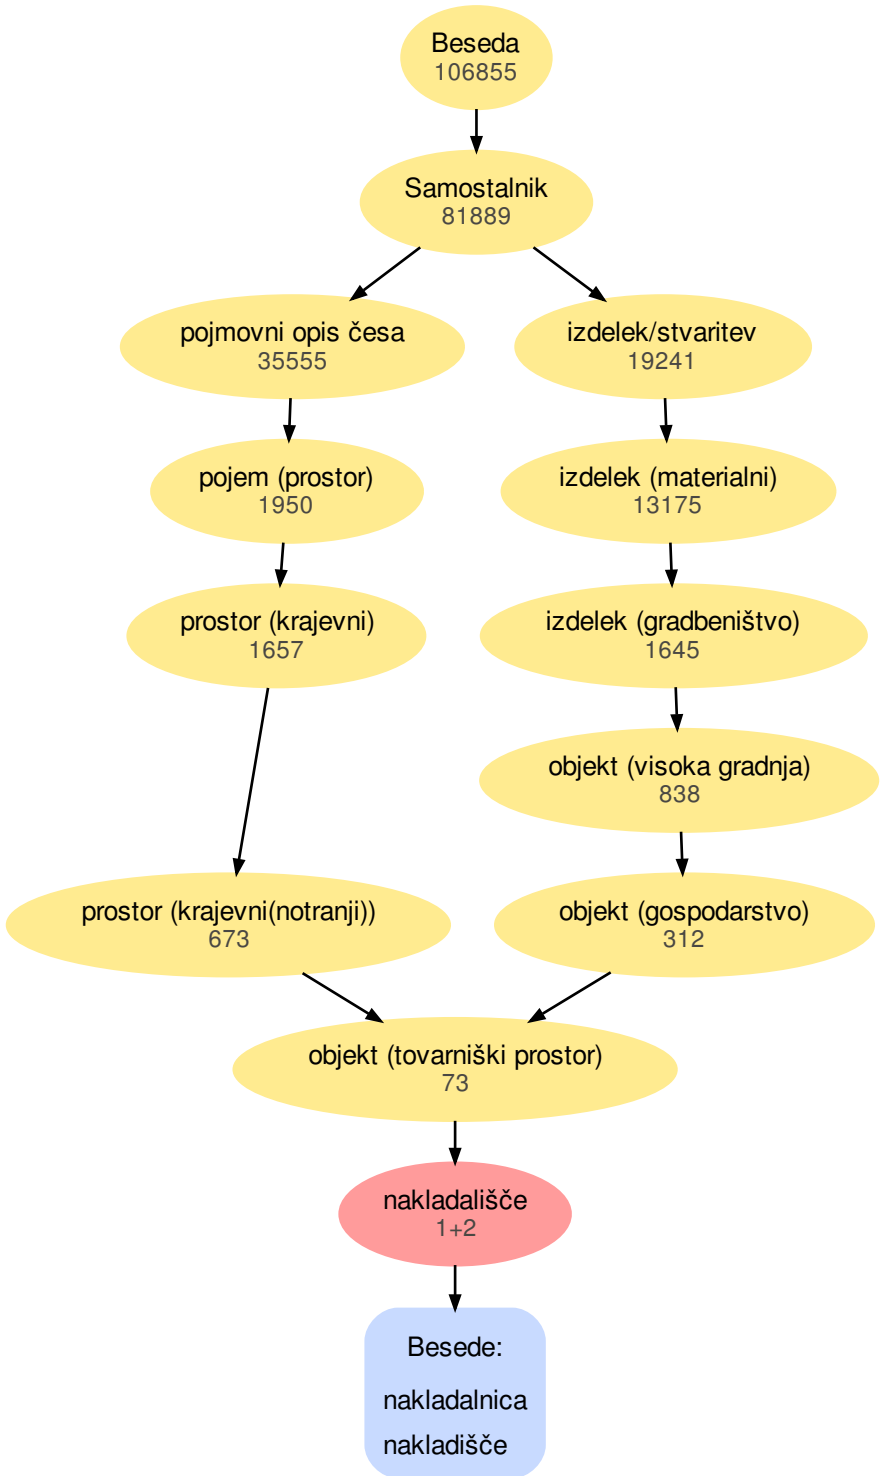 Beseda
106855
Samostalnik
81889
pojmovni opis česa
35555
izdelek/stvaritev
19241
pojem (prostor)
1950
izdelek (materialni)
13175
prostor (krajevni)
1657
izdelek (gradbeništvo)
1645
objekt (visoka gradnja)
838
prostor (krajevni(notranji))
673
objekt (gospodarstvo)
312
objekt (tovarniški prostor)
73
nakladališče
1+2
Besede:
nakladalnica
nakladišče